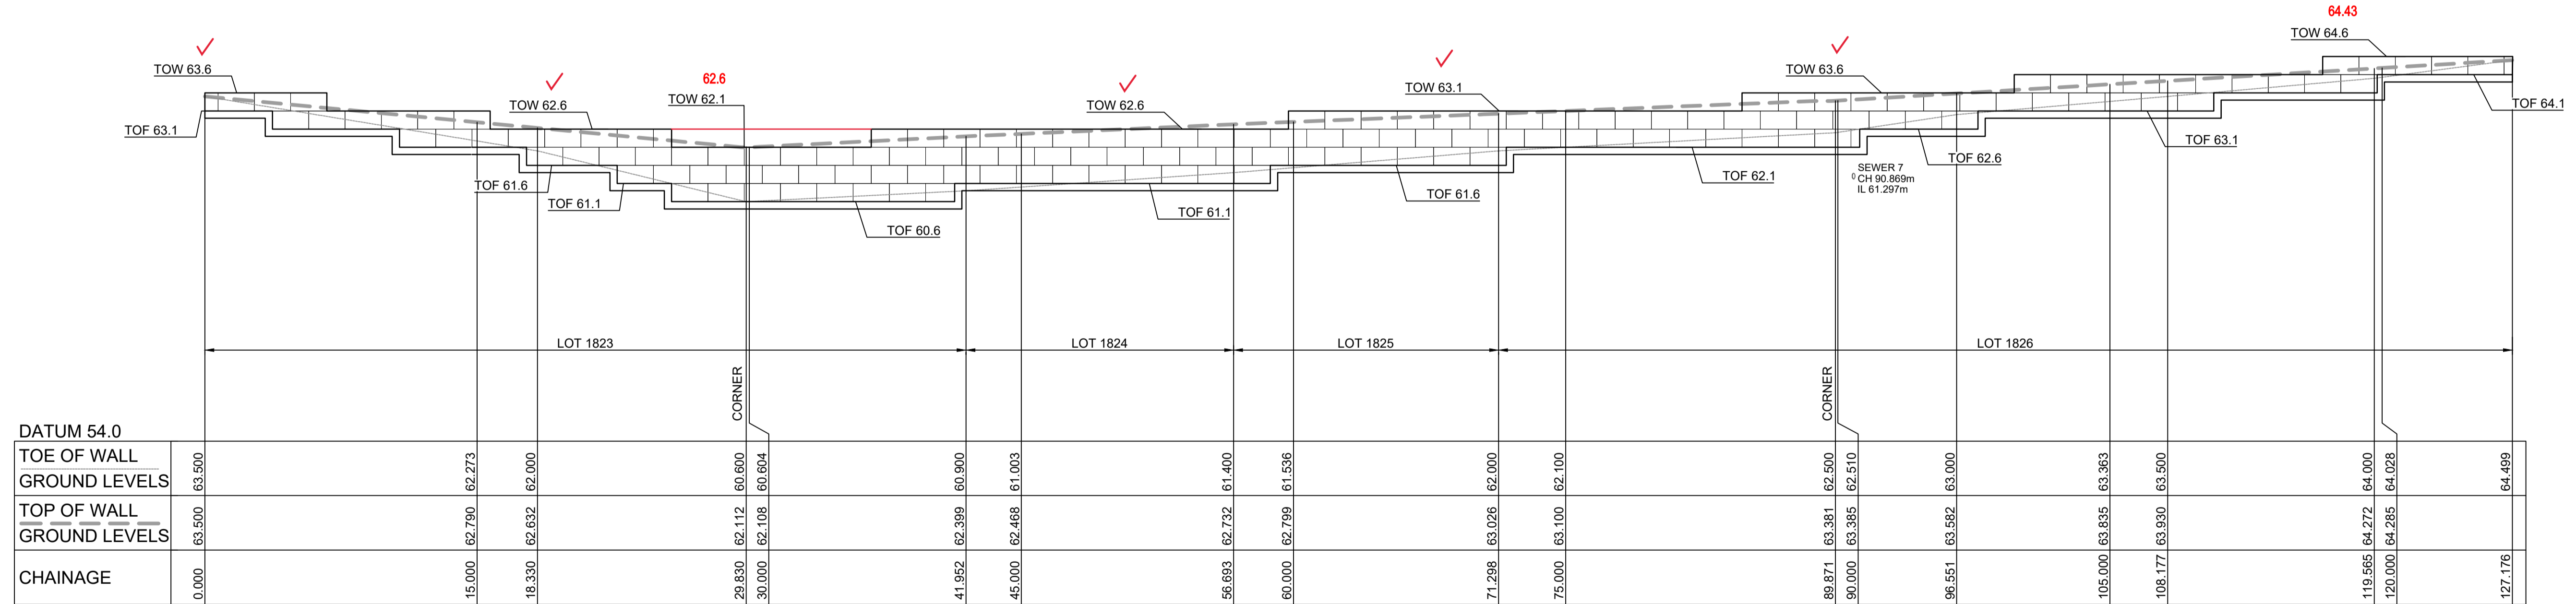 64.43
TOW 64.6
TOW 63.6
62.6
TOW 62.6
TOW 62.1
TOW 62.6
TOW 63.1
TOW 63.6
TOF 63.1
TOF 61.6
TOF 61.1
TOF 60.6
TOF 61.1
TOF 61.6
TOF 62.1
SEWER 7
0 CH 90.869m
IL 61.297m
TOF 62.6
TOF 63.1
TOF 64.1
LOT 1823
LOT 1824
LOT 1825
LOT 1826
CORNER
CORNER
DATUM 54.0
TOE OF WALL
GROUND LEVELS
63.500 62.273 62.000 60.600 60.604 60.900 61.003 61.400 61.536 62.000 62.100 62.500 62.510 63.000 63.363 63.500 64.000 64.028 64.499
TOP OF WALL
GROUND LEVELS
63.500 62.790 62.632 62.112 62.108 62.399 62.468 62.732 62.799 63.026 63.100 63.381 63.385 63.582 63.835 63.930 64.272 64.285
CHAINAGE
0.000 15.000 18.330 29.830 30.000 41.952 45.000 56.693 60.000 71.298 75.000 89.871 90.000 96.551 105.000 108.177 119.565 120.000 127.176